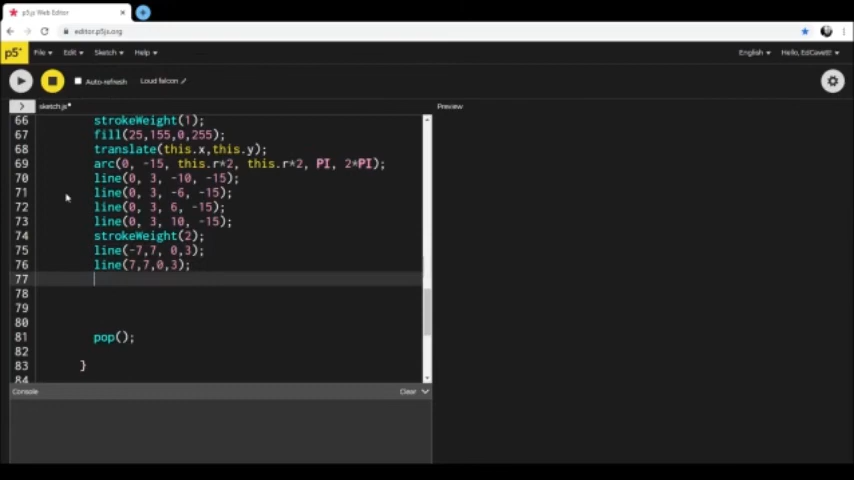 p5.js Web Editor
editor.p5js.org
p5* File Edit Sketch Help English Hello, EdCavett!
Auto-refresh Loud falcon
sketch.js* Preview
66 strokeWeight(1);
67 fill(25,155,0,255);
68 translate(this.x,this.y);
69 arc(0, -15, this.r*2, this.r*2, PI, 2*PI);
70 line(0, 3, -10, -15);
71 line(0, 3, -6, -15);
72 line(0, 3, 6, -15);
73 line(0, 3, 10, -15);
74 strokeWeight(2);
75 line(-7,7, 0,3);
76 line(7,7,0,3);
77
78
79
80
81 pop();
82
83 }
84
Console Clear